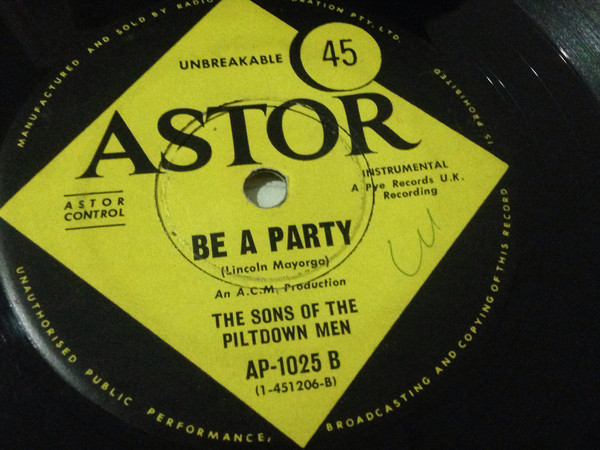 MANUFACTURED AND SOLD BY RADIO
ORATION PTY. LTD.
UNBREAKABLE
45
ASTOR
INSTRUMENTAL
A Pye Records U.K.
Recording
ASTOR
CONTROL
BE A PARTY
(Lincoln Mayorga)
An A.C.M. Production
THE SONS OF THE
PILTDOWN MEN
AP-1025 B
(1-451206-B)
UNAUTHORISED PUBLIC PERFORMANCE,
BROADCASTING AND COPYING OF THIS RECORD
IS PROHIBITED